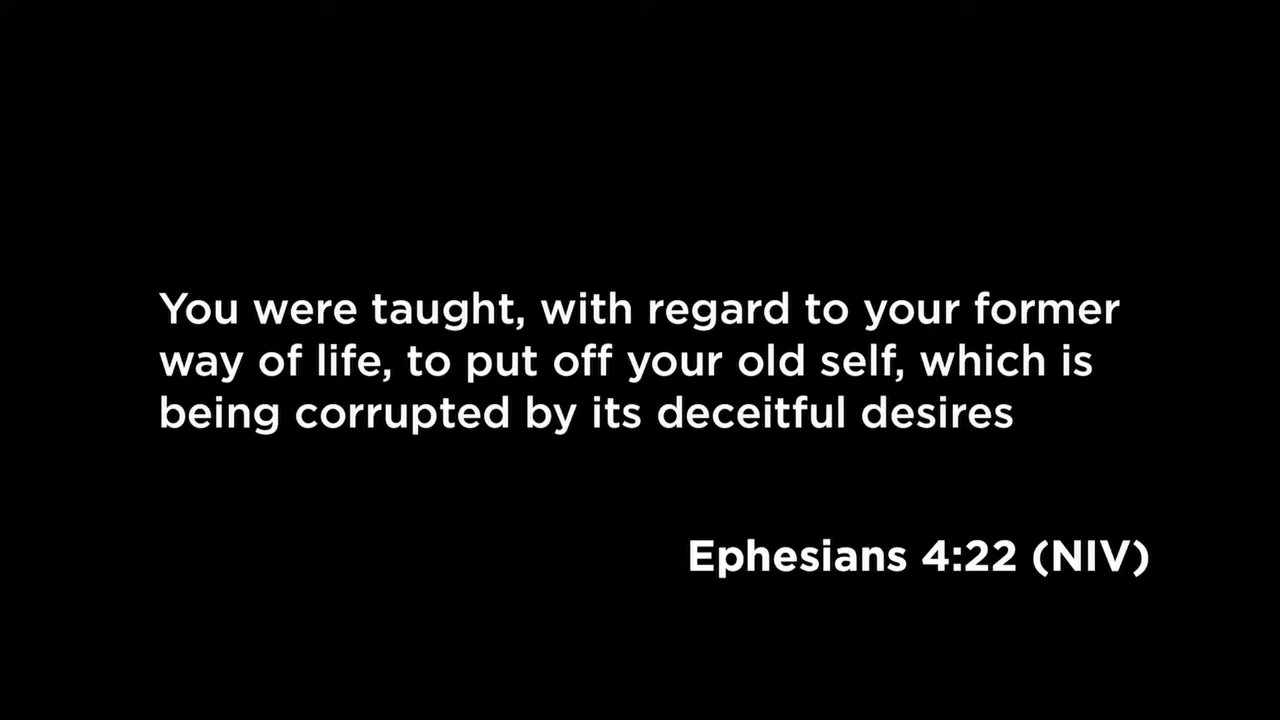 You were taught, with regard to your former
way of life, to put off your old self, which is
being corrupted by its deceitful desires
Ephesians 4:22 (NIV)